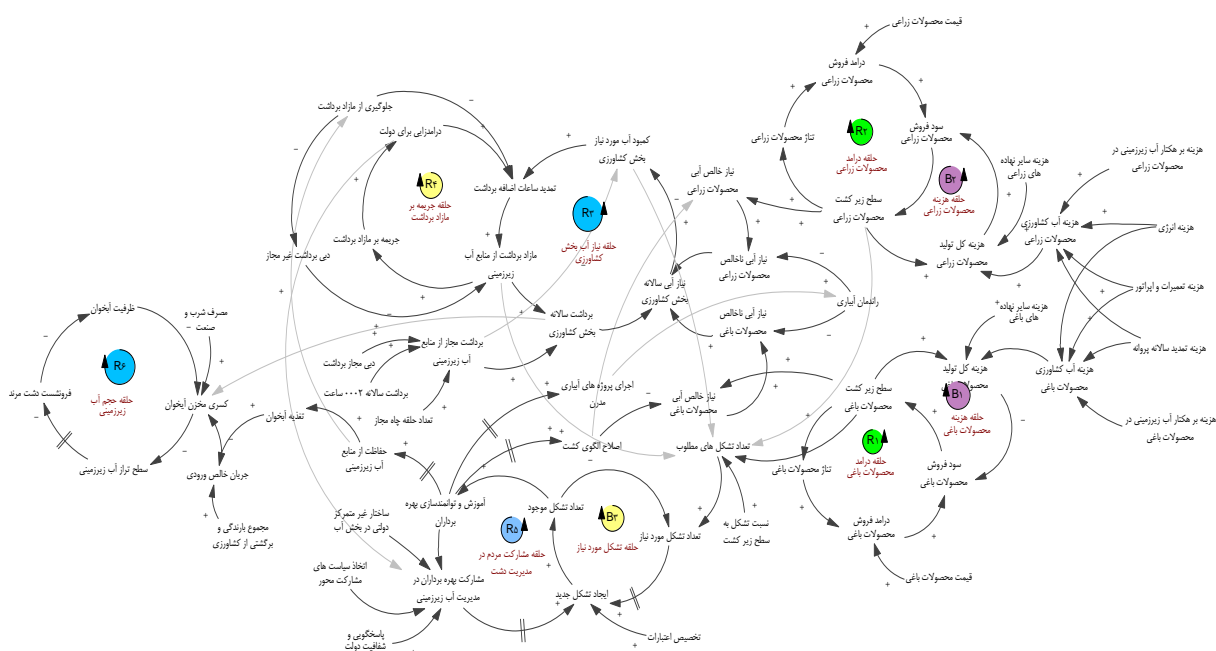 قیمت محصولات زراعی
درامد فروش
محصولات زراعی
تناژ محصولات زراعی
R۲
حلقه درامد
محصولات زراعی
سود فروش
محصولات زراعی
B۲
حلقه هزینه
محصولات زراعی
هزینه سایر نهاده
های زراعی
هزینه بر هکتار آب زیرزمینی در
محصولات زراعی
سطح زیر کشت
محصولات زراعی
هزینه کل تولید
محصولات زراعی
هزینه آب کشاورزی
محصولات زراعی
هزینه انرژی
هزینه تعمیرات و اپراتور
هزینه تمدید سالانه پروانه
هزینه بر هکتار آب زیرزمینی در
محصولات باغی
هزینه آب کشاورزی
محصولات باغی
هزینه سایر نهاده
های باغی
هزینه کل تولید
محصولات باغی
B۱
حلقه هزینه
محصولات باغی
سطح زیر کشت
محصولات باغی
R۱
حلقه درامد
محصولات باغی
سود فروش
محصولات باغی
تناژ محصولات باغی
درامد فروش
محصولات باغی
قیمت محصولات باغی
جلوگیری از مازاد برداشت
درامدزایی برای دولت
R۴
حلقه جریمه بر
مازاد برداشت
تمدید ساعات اضافه برداشت
جریمه بر مازاد برداشت
دبی برداشت غیر مجاز
مازاد برداشت از منابع آب
زیرزمینی
کمبود آب مورد نیاز
بخش کشاورزی
R۳
حلقه نیاز آب بخش
کشاورزی
نیاز خالص آبی
محصولات زراعی
نیاز آبی ناخالص
محصولات زراعی
نیاز آبی سالانه
بخش کشاورزی
راندمان آبیاری
نیاز آبی ناخالص
محصولات باغی
برداشت سالانه
بخش کشاورزی
برداشت مجاز از منابع
آب زیرزمینی
دبی مجاز برداشت
برداشت سالانه ۰۰۰۲ ساعت
تعداد حلقه چاه مجاز
اجرای پروژه های آبیاری
مدرن
نیاز خالص آبی
محصولات باغی
اصلاح الگوی کشت
تعداد تشکل های مطلوب
نسبت تشکل به
سطح زیر کشت
ظرفیت آبخوان
مصرف شرب و
صنعت
R۶
حلقه حجم آب
زیرزمینی
فرونشست دشت مرند
کسری مخزن آبخوان
سطح تراز آب زیرزمینی
تغذیه آبخوان
جریان خالص ورودی
مجموع بارندگی و
برگشتی از کشاورزی
حفاظت از منابع
آب زیرزمینی
آموزش و توانمندسازی بهره
برداران
ساختار غیر متمرکز
دولتی در بخش آب
اتخاذ سیاست های
مشارکت محور
پاسخگویی و
شفافیت دولت
مشارکت بهره برداران در
مدیریت آب زیرزمینی
R۵
حلقه مشارکت مردم در
مدیریت دشت
تعداد تشکل موجود
B۳
حلقه تشکل مورد نیاز
تعداد تشکل مورد نیاز
ایجاد تشکل جدید
تخصیص اعتبارات